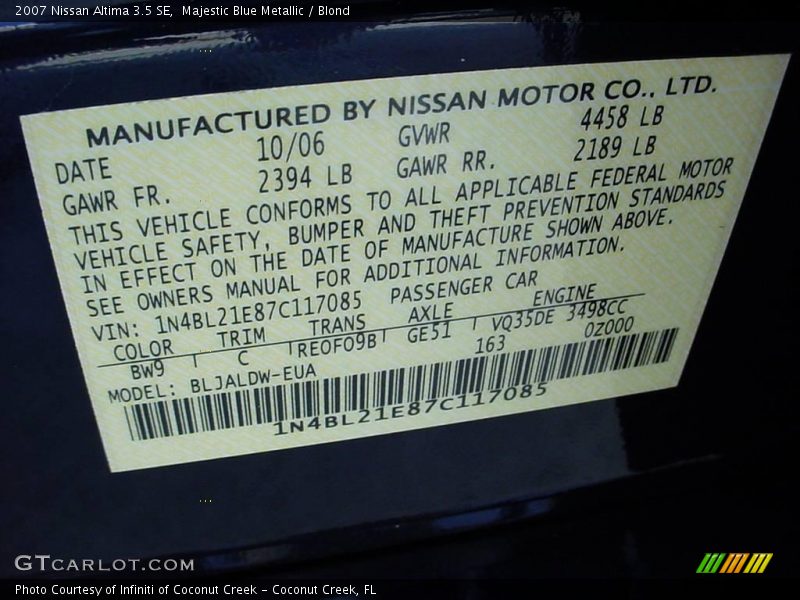 2007 Nissan Altima 3.5 SE, Majestic Blue Metallic / Blond
MANUFACTURED BY NISSAN MOTOR CO., LTD.
DATE 10/06 GVWR 4458 LB
GAWR FR. 2394 LB GAWR RR. 2189 LB
THIS VEHICLE CONFORMS TO ALL APPLICABLE FEDERAL MOTOR
VEHICLE SAFETY, BUMPER AND THEFT PREVENTION STANDARDS
IN EFFECT ON THE DATE OF MANUFACTURE SHOWN ABOVE.
SEE OWNERS MANUAL FOR ADDITIONAL INFORMATION.
VIN: 1N4BL21E87C117085 PASSENGER CAR
COLOR TRIM TRANS AXLE ENGINE
BW9 C RE0F09B GE51 VQ35DE 3498CC
MODEL: BLJALDW-EUA 163 0Z000
1N4BL21E87C117085
GTCARLOT.COM
Photo Courtesy of Infiniti of Coconut Creek – Coconut Creek, FL